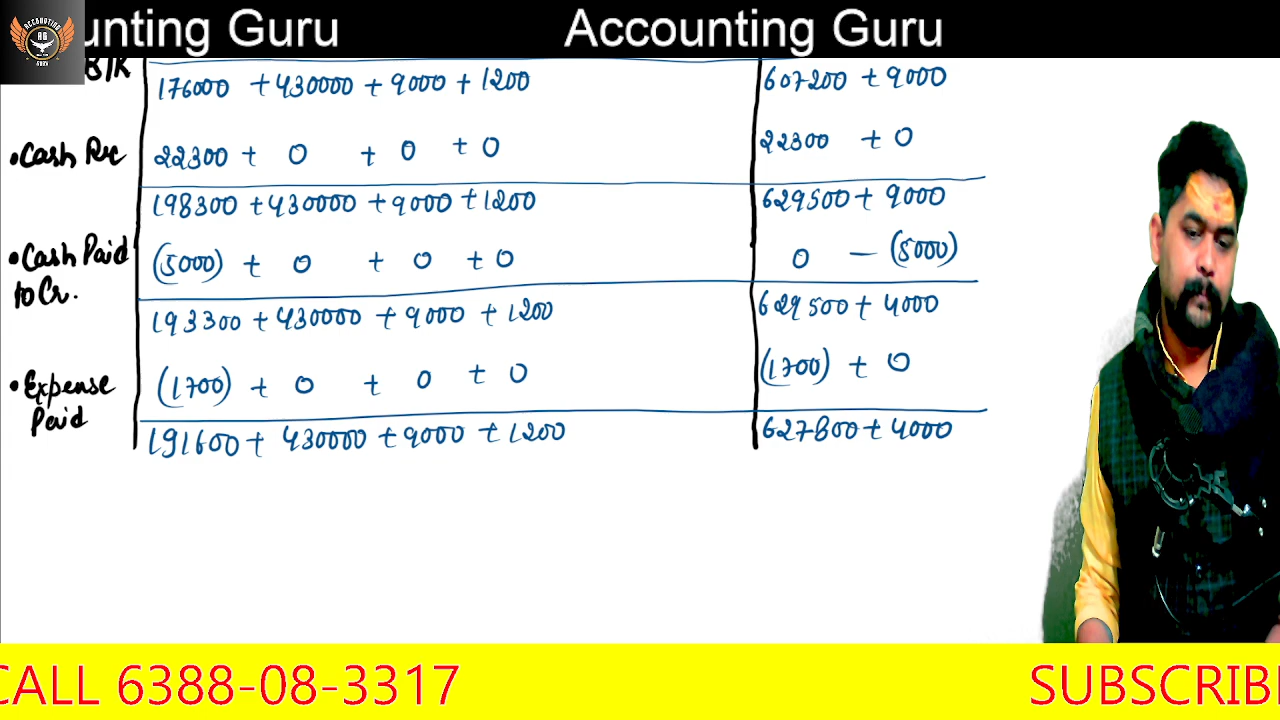 unting Guru Accounting Guru
ACCOUNTING
AG
GURU
B/R 176000 + 430000 + 9000 + 1200 607200 + 9000
• Cash Rec 22300 + 0 + 0 + 0 22300 + 0
198300 + 430000 + 9000 + 1200 629500 + 9000
• Cash Paid (5000) + 0 + 0 + 0 0 - (5000)
to Cr.
193300 + 430000 + 9000 + 1200 629500 + 4000
• Expense (1700) + 0 + 0 + 0 (1700) + 0
Paid
191600 + 430000 + 9000 + 1200 627800 + 4000
CALL 6388-08-3317 SUBSCRIB